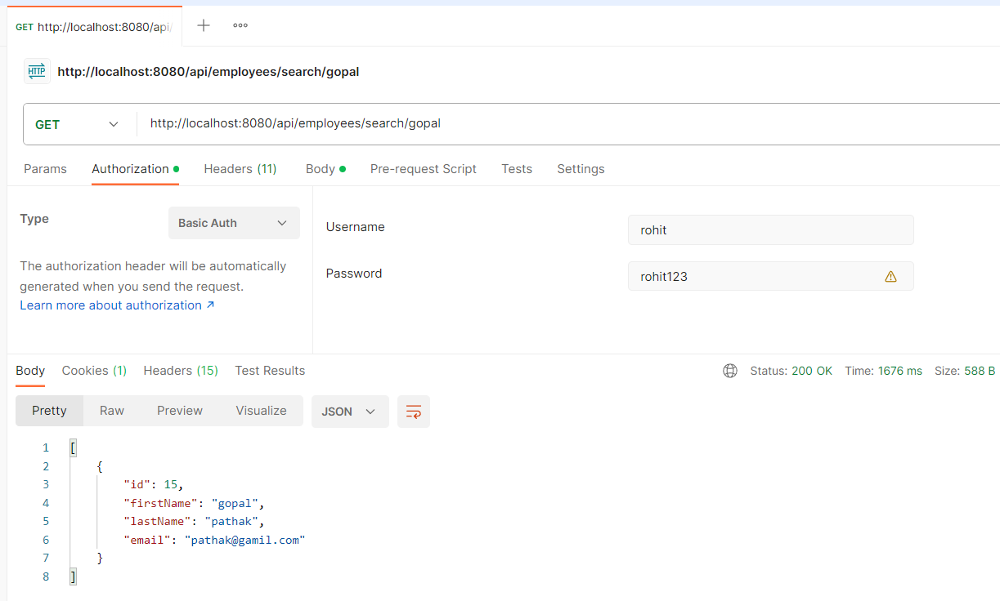 GET http://localhost:8080/api/
HTTP http://localhost:8080/api/employees/search/gopal
GET http://localhost:8080/api/employees/search/gopal
Params Authorization Headers (11) Body Pre-request Script Tests Settings
Type Basic Auth
The authorization header will be automatically
generated when you send the request.
Learn more about authorization ↗
Username rohit
Password rohit123
Body Cookies (1) Headers (15) Test Results Status: 200 OK Time: 1676 ms Size: 588 B
Pretty Raw Preview Visualize JSON
1 [
2 {
3 "id": 15,
4 "firstName": "gopal",
5 "lastName": "pathak",
6 "email": "pathak@gamil.com"
7 }
8 ]